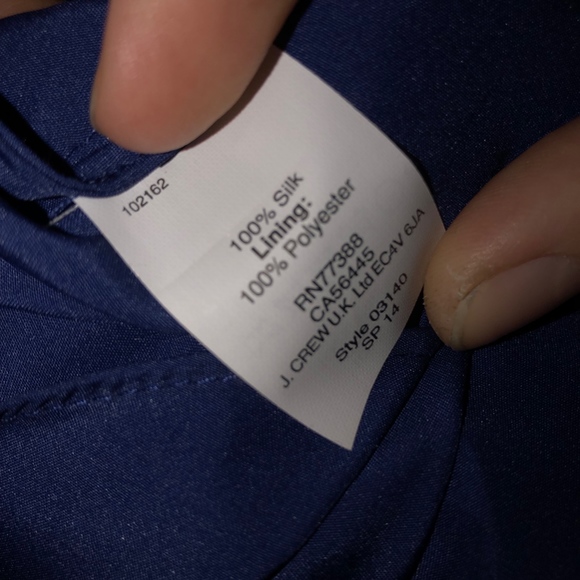 102162
100% Silk
Lining:
100% Polyester
RN77388
CA56445
J. CREW U.K. Ltd EC4V 6JA
Style 03140
SP 14